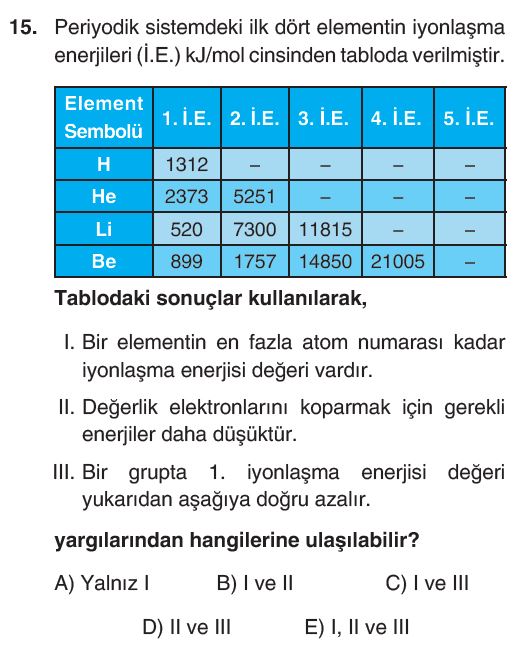 15. Periyodik sistemdeki ilk dört elementin iyonlaşma
enerjileri (İ.E.) kJ/mol cinsinden tabloda verilmiştir.
Element Sembolü 1. İ.E. 2. İ.E. 3. İ.E. 4. İ.E. 5. İ.E.
H 1312 – – – –
He 2373 5251 – – –
Li 520 7300 11815 – –
Be 899 1757 14850 21005 –
Tablodaki sonuçlar kullanılarak,
I. Bir elementin en fazla atom numarası kadar
iyonlaşma enerjisi değeri vardır.
II. Değerlik elektronlarını koparmak için gerekli
enerjiler daha düşüktür.
III. Bir grupta 1. iyonlaşma enerjisi değeri
yukarıdan aşağıya doğru azalır.
yargılarından hangilerine ulaşılabilir?
A) Yalnız I B) I ve II C) I ve III
D) II ve III E) I, II ve III